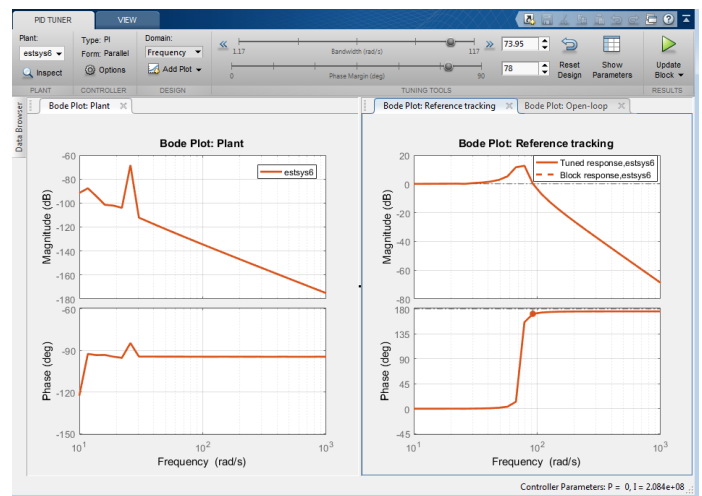 PID TUNER VIEW
Plant: Type: PI Domain:
estsys6 Form: Parallel Frequency
Inspect Options Add Plot
1.17 Bandwidth (rad/s) 117 73.95
0 Phase Margin (deg) 90 78
Reset Design Show Parameters Update Block
PLANT CONTROLLER DESIGN TUNING TOOLS RESULTS
Data Browser
Bode Plot: Plant
Bode Plot: Reference tracking Bode Plot: Open-loop
Bode Plot: Plant
estsys6
Magnitude (dB)
-60
-80
-100
-120
-140
-160
-180
Phase (deg)
-60
-90
-120
-150
10^1 10^2 10^3
Frequency (rad/s)
Bode Plot: Reference tracking
Tuned response,estsys6
Block response,estsys6
Magnitude (dB)
20
0
-20
-40
-60
-80
Phase (deg)
180
135
90
45
0
-45
10^1 10^2 10^3
Frequency (rad/s)
Controller Parameters: P = 0, I = 2.084e+08